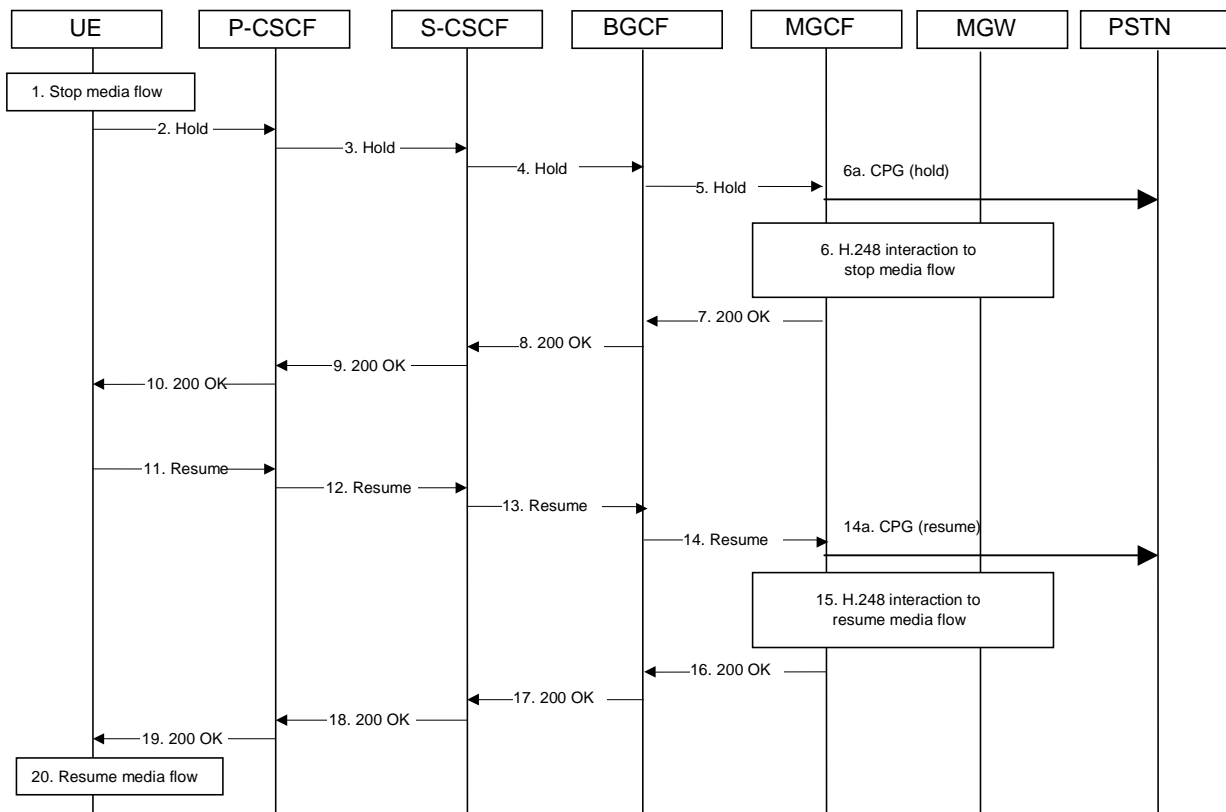 UE
P-CSCF
S-CSCF
BGCF
MGCF
MGW
PSTN
1. Stop media flow
2. Hold
3. Hold
4. Hold
5. Hold
6a. CPG (hold)
6. H.248 interaction to
stop media flow
7. 200 OK
8. 200 OK
9. 200 OK
10. 200 OK
11. Resume
12. Resume
13. Resume
14. Resume
14a. CPG (resume)
15. H.248 interaction to
resume media flow
16. 200 OK
17. 200 OK
18. 200 OK
19. 200 OK
20. Resume media flow